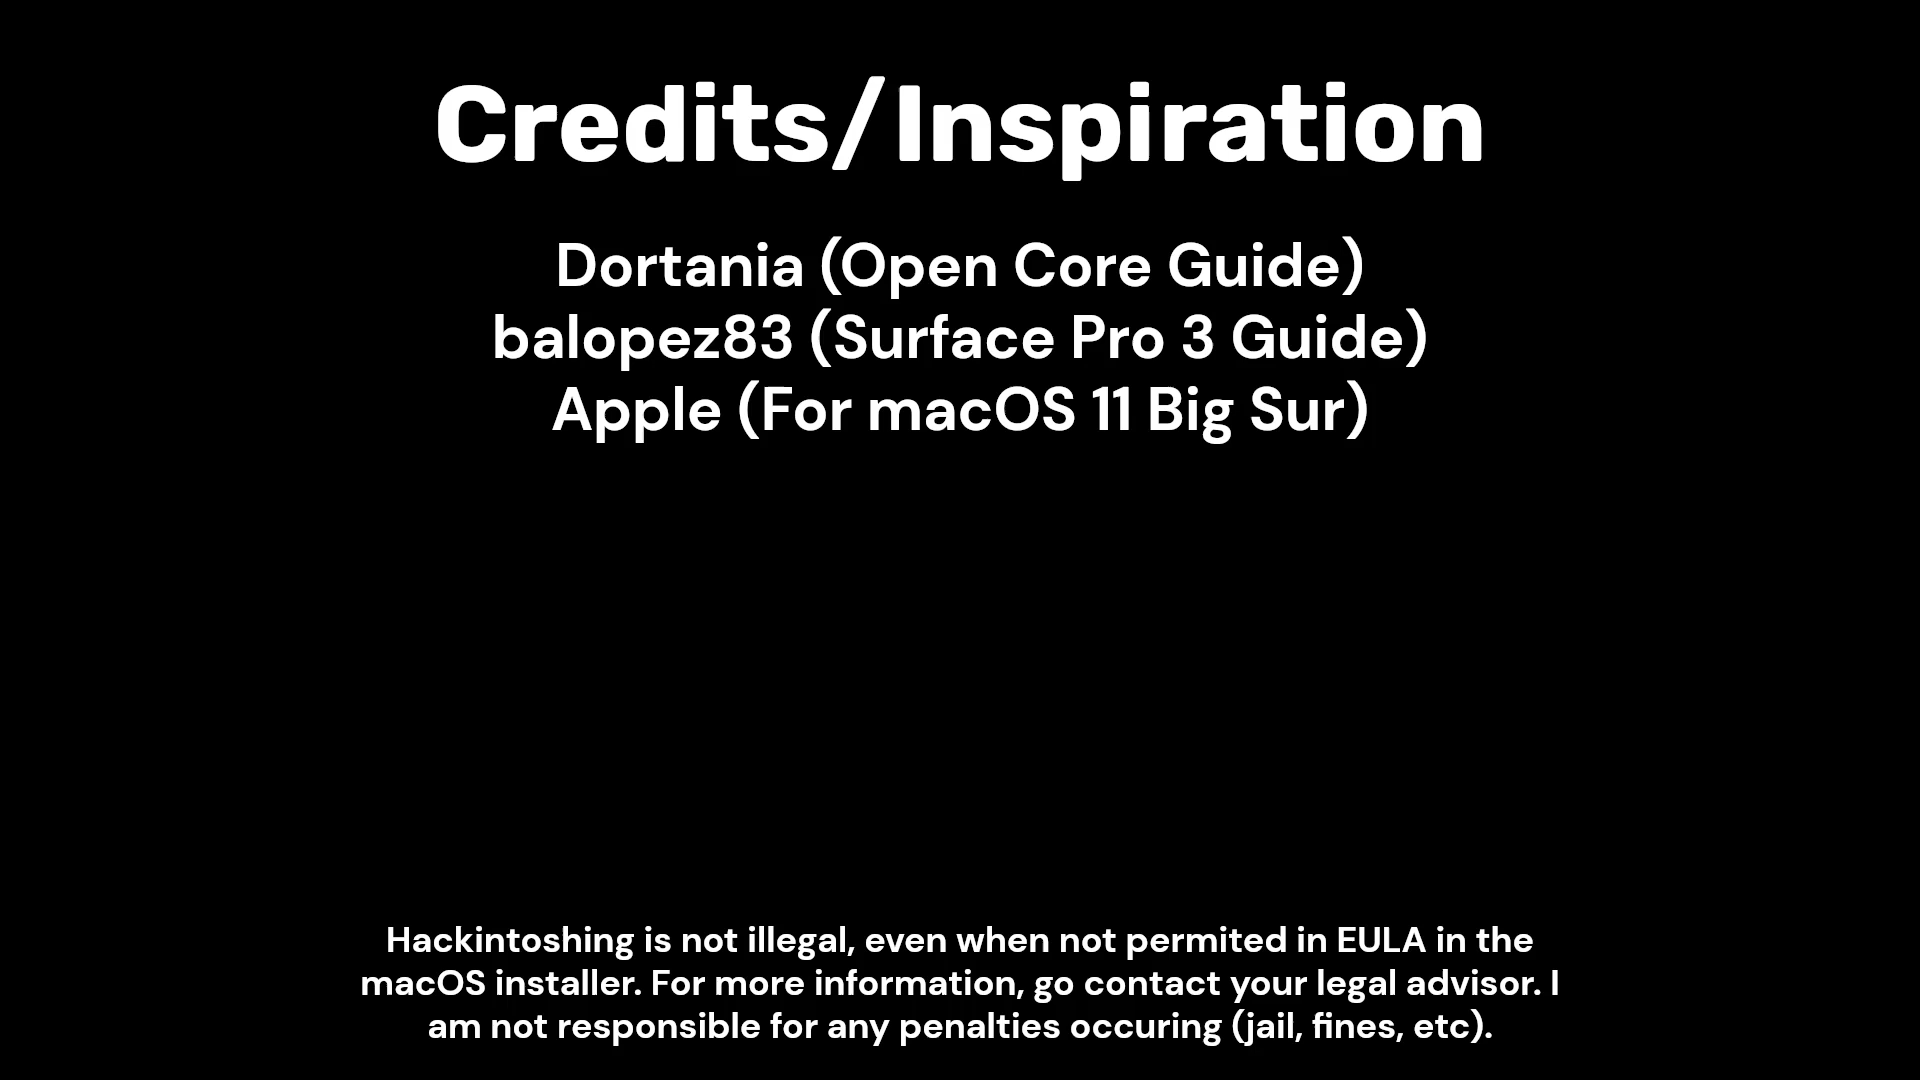 Credits/Inspiration
Dortania (Open Core Guide)
balopez83 (Surface Pro 3 Guide)
Apple (For macOS 11 Big Sur)
Hackintoshing is not illegal, even when not permited in EULA in the
macOS installer. For more information, go contact your legal advisor. I
am not responsible for any penalties occuring (jail, fines, etc).